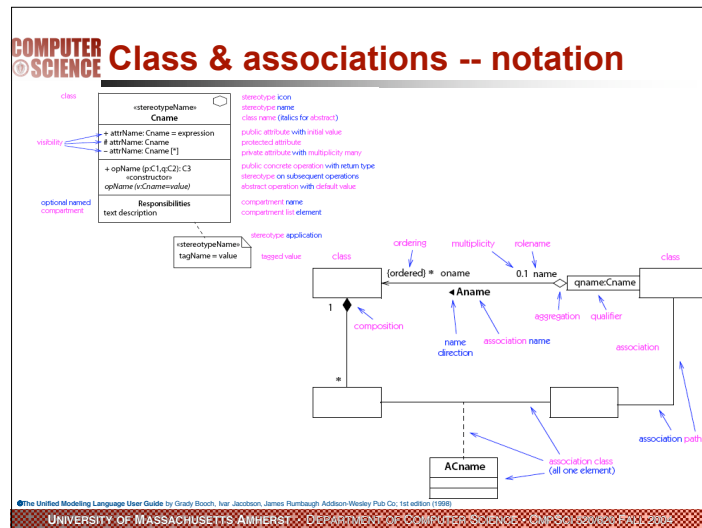 COMPUTER
SCIENCE
Class & associations -- notation
class
«stereotypeName»
Cname
stereotype icon
stereotype name
class name (italics for abstract)
visibility
+ attrName: Cname = expression
# attrName: Cname
– attrName: Cname [*]
public attribute with initial value
protected attribute
private attribute with multiplicity many
+ opName (p:C1,q:C2): C3
«constructor»
opName (v:Cname=value)
public concrete operation with return type
stereotype on subsequent operations
abstract operation with default value
optional named
compartment
Responsibilities
text description
compartment name
compartment list element
stereotype application
«stereotypeName»
tagName = value
tagged value
class
ordering
multiplicity
rolename
class
{ordered} * oname
0.1 name
qname:Cname
◄ Aname
1
composition
name
direction
association name
aggregation
qualifier
association
*
association path
association class
(all one element)
ACname
The Unified Modeling Language User Guide by Grady Booch, Ivar Jacobson, James Rumbaugh Addison-Wesley Pub Co; 1st edition (1998)
UNIVERSITY OF MASSACHUSETTS AMHERST • DEPARTMENT OF COMPUTER SCIENCE • CMPSCI 520/620 FALL 2004